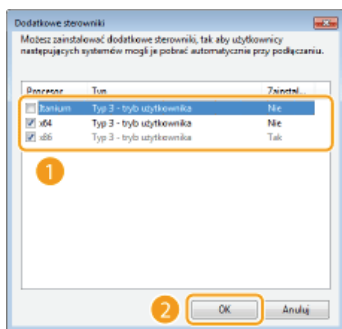 Dodatkowe sterowniki
Możesz zainstalować dodatkowe sterowniki, tak aby użytkownicy
następujących systemów mogli je pobrać automatycznie przy podłączaniu.
Procesor Typ Zainstal...
Itanium Typ 3 - tryb użytkownika Nie
x64 Typ 3 - tryb użytkownika Nie
x86 Typ 3 - tryb użytkownika Tak
1
2 OK Anuluj